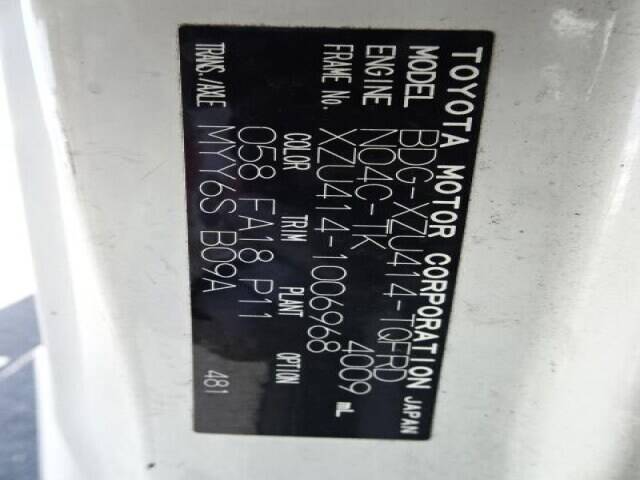 TOYOTA MOTOR CORPORATION JAPAN
MODEL BDG-XZU414-TQFRD
ENGINE N04C-TK 4009 mL
FRAME No. XZU414-1006968
COLOR TRIM PLANT OPTION
058 FA18 P11
TRANS./AXLE MYY6S B09A 481